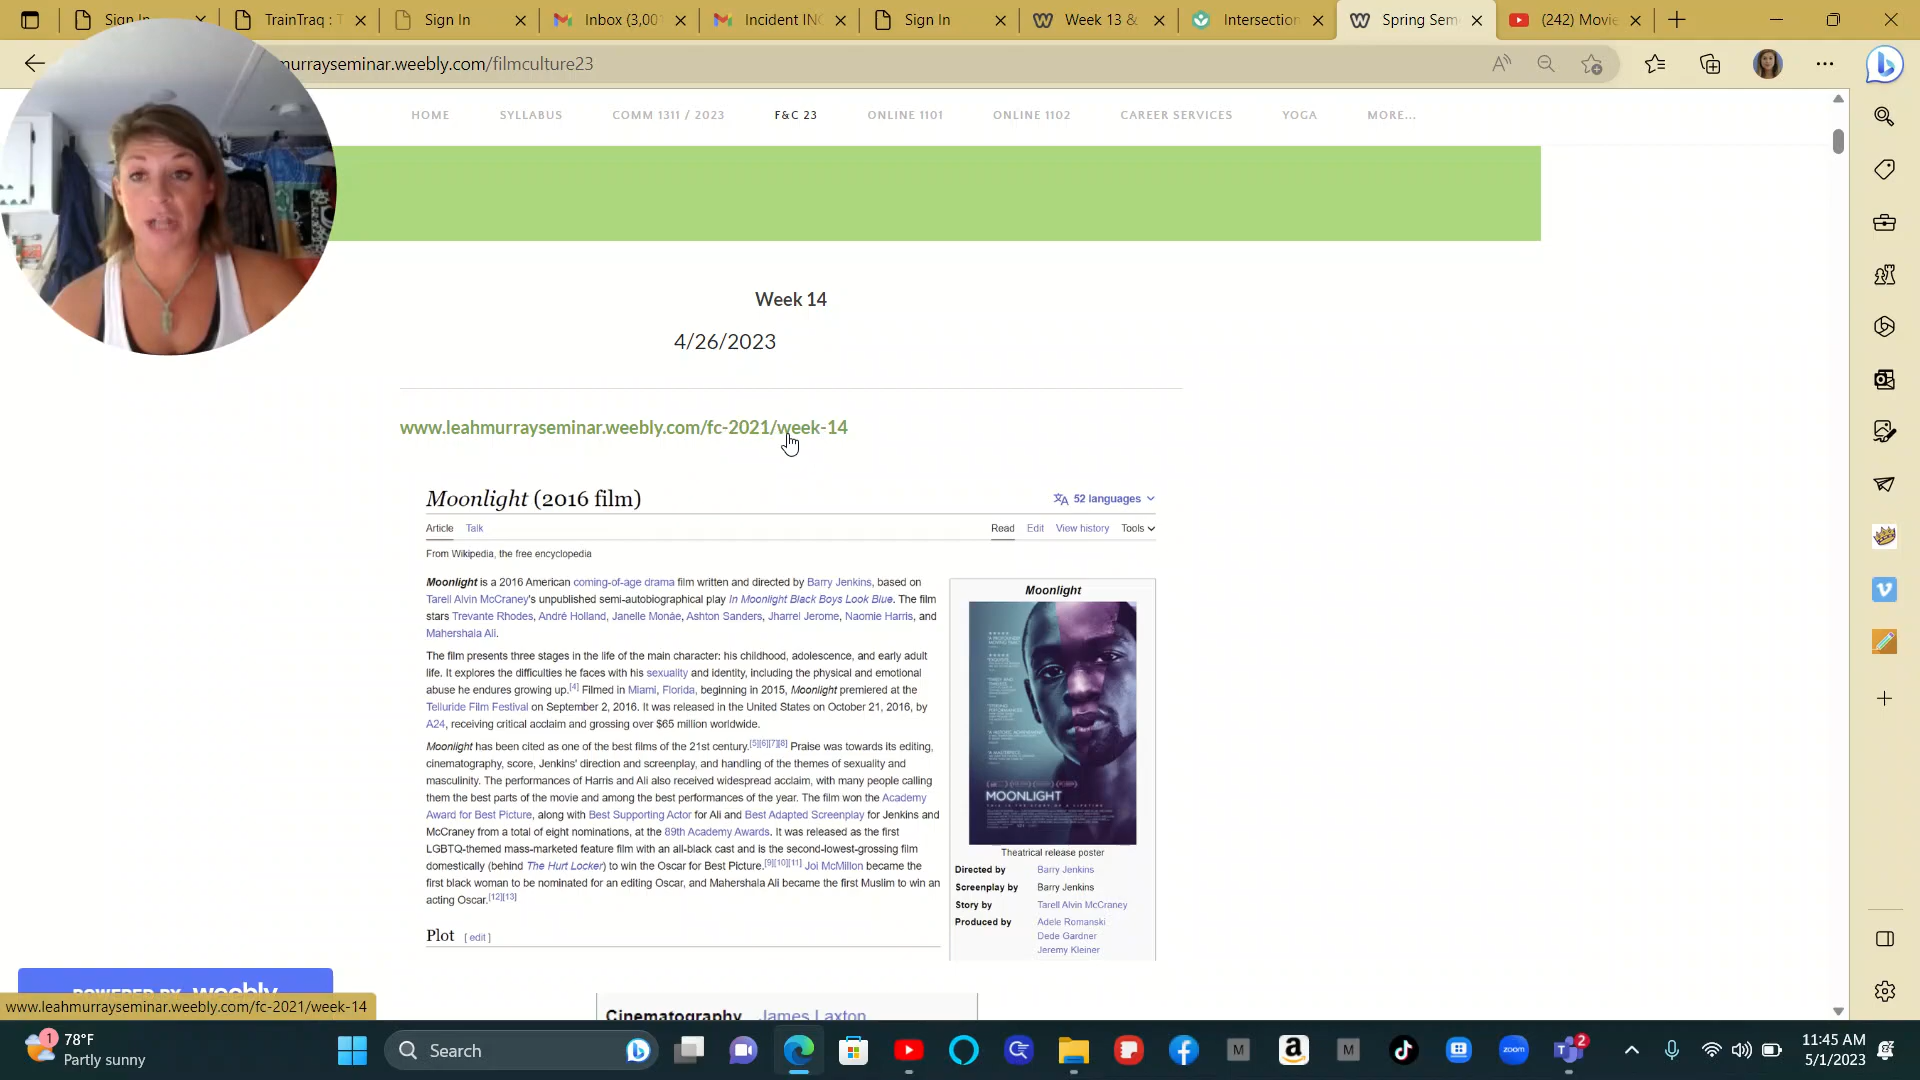 Sign In
TrainTraq : T
Sign In
Inbox (3,00
Incident INC
Sign In
Week 13 &
Intersection
Spring Sem
(242) Movie
murrayseminar.weebly.com/filmculture23
HOME
SYLLABUS
COMM 1311 / 2023
F&C 23
ONLINE 1101
ONLINE 1102
CAREER SERVICES
YOGA
MORE...
Week 14
4/26/2023
www.leahmurrayseminar.weebly.com/fc-2021/week-14
Moonlight (2016 film)
52 languages
Article Talk
Read Edit View history Tools
From Wikipedia, the free encyclopedia
Moonlight is a 2016 American coming-of-age drama film written and directed by Barry Jenkins, based on
Tarell Alvin McCraney's unpublished semi-autobiographical play In Moonlight Black Boys Look Blue. The film
stars Trevante Rhodes, André Holland, Janelle Monáe, Ashton Sanders, Jharrel Jerome, Naomie Harris, and
Mahershala Ali.
The film presents three stages in the life of the main character: his childhood, adolescence, and early adult
life. It explores the difficulties he faces with his sexuality and identity, including the physical and emotional
abuse he endures growing up.[4] Filmed in Miami, Florida, beginning in 2015, Moonlight premiered at the
Telluride Film Festival on September 2, 2016. It was released in the United States on October 21, 2016, by
A24, receiving critical acclaim and grossing over $65 million worldwide.
Moonlight has been cited as one of the best films of the 21st century.[5][6][7][8] Praise was towards its editing,
cinematography, score, Jenkins' direction and screenplay, and handling of the themes of sexuality and
masculinity. The performances of Harris and Ali also received widespread acclaim, with many people calling
them the best parts of the movie and among the best performances of the year. The film won the Academy
Award for Best Picture, along with Best Supporting Actor for Ali and Best Adapted Screenplay for Jenkins and
McCraney from a total of eight nominations, at the 89th Academy Awards. It was released as the first
LGBTQ-themed mass-marketed feature film with an all-black cast and is the second-lowest-grossing film
domestically (behind The Hurt Locker) to win the Oscar for Best Picture.[9][10][11] Joi McMillon became the
first black woman to be nominated for an editing Oscar, and Mahershala Ali became the first Muslim to win an
acting Oscar.[12][13]
Plot [ edit ]
Moonlight
MOONLIGHT
Theatrical release poster
Directed by Barry Jenkins
Screenplay by Barry Jenkins
Story by Tarell Alvin McCraney
Produced by Adele Romanski
Dede Gardner
Jeremy Kleiner
Cinematography James Laxton
POWERED BY weebly
www.leahmurrayseminar.weebly.com/fc-2021/week-14
1
78°F
Partly sunny
Search
M
M
zoom
2
11:45 AM
5/1/2023